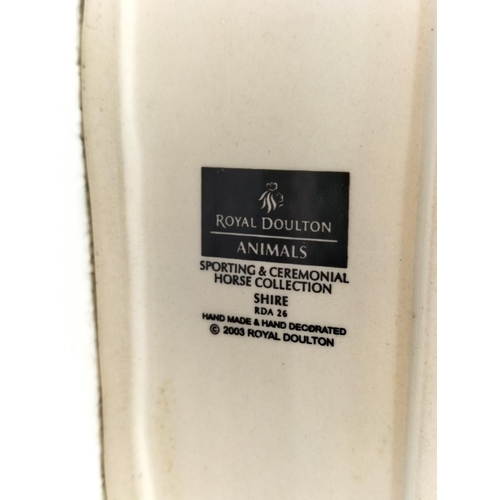 ROYAL DOULTON
ANIMALS
SPORTING & CEREMONIAL
HORSE COLLECTION
SHIRE
RDA 26
HAND MADE & HAND DECORATED
© 2003 ROYAL DOULTON